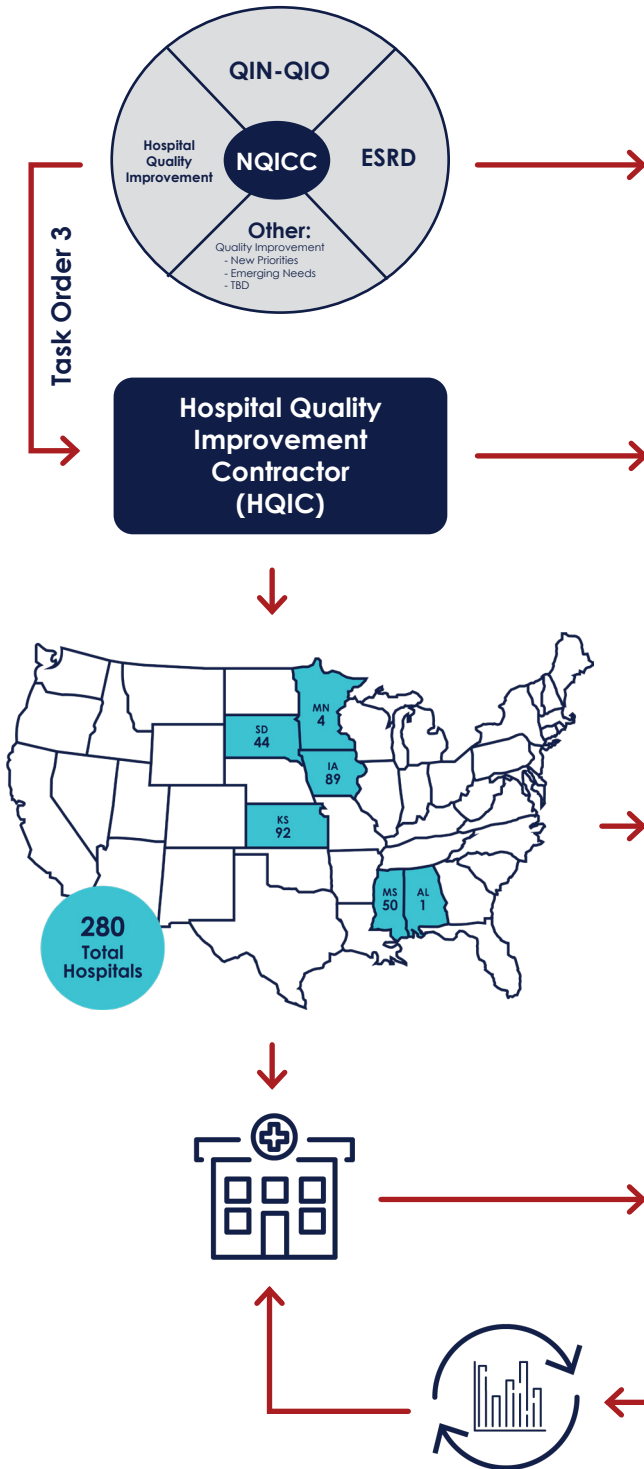 QIN-QIO
Hospital
Quality
Improvement
NQICC
ESRD
Other:
Quality Improvement
- New Priorities
- Emerging Needs
- TBD
Task Order 3
Hospital Quality
Improvement
Contractor
(HQIC)
MN
4
SD
44
IA
89
KS
92
MS
50
AL
1
280
Total
Hospitals